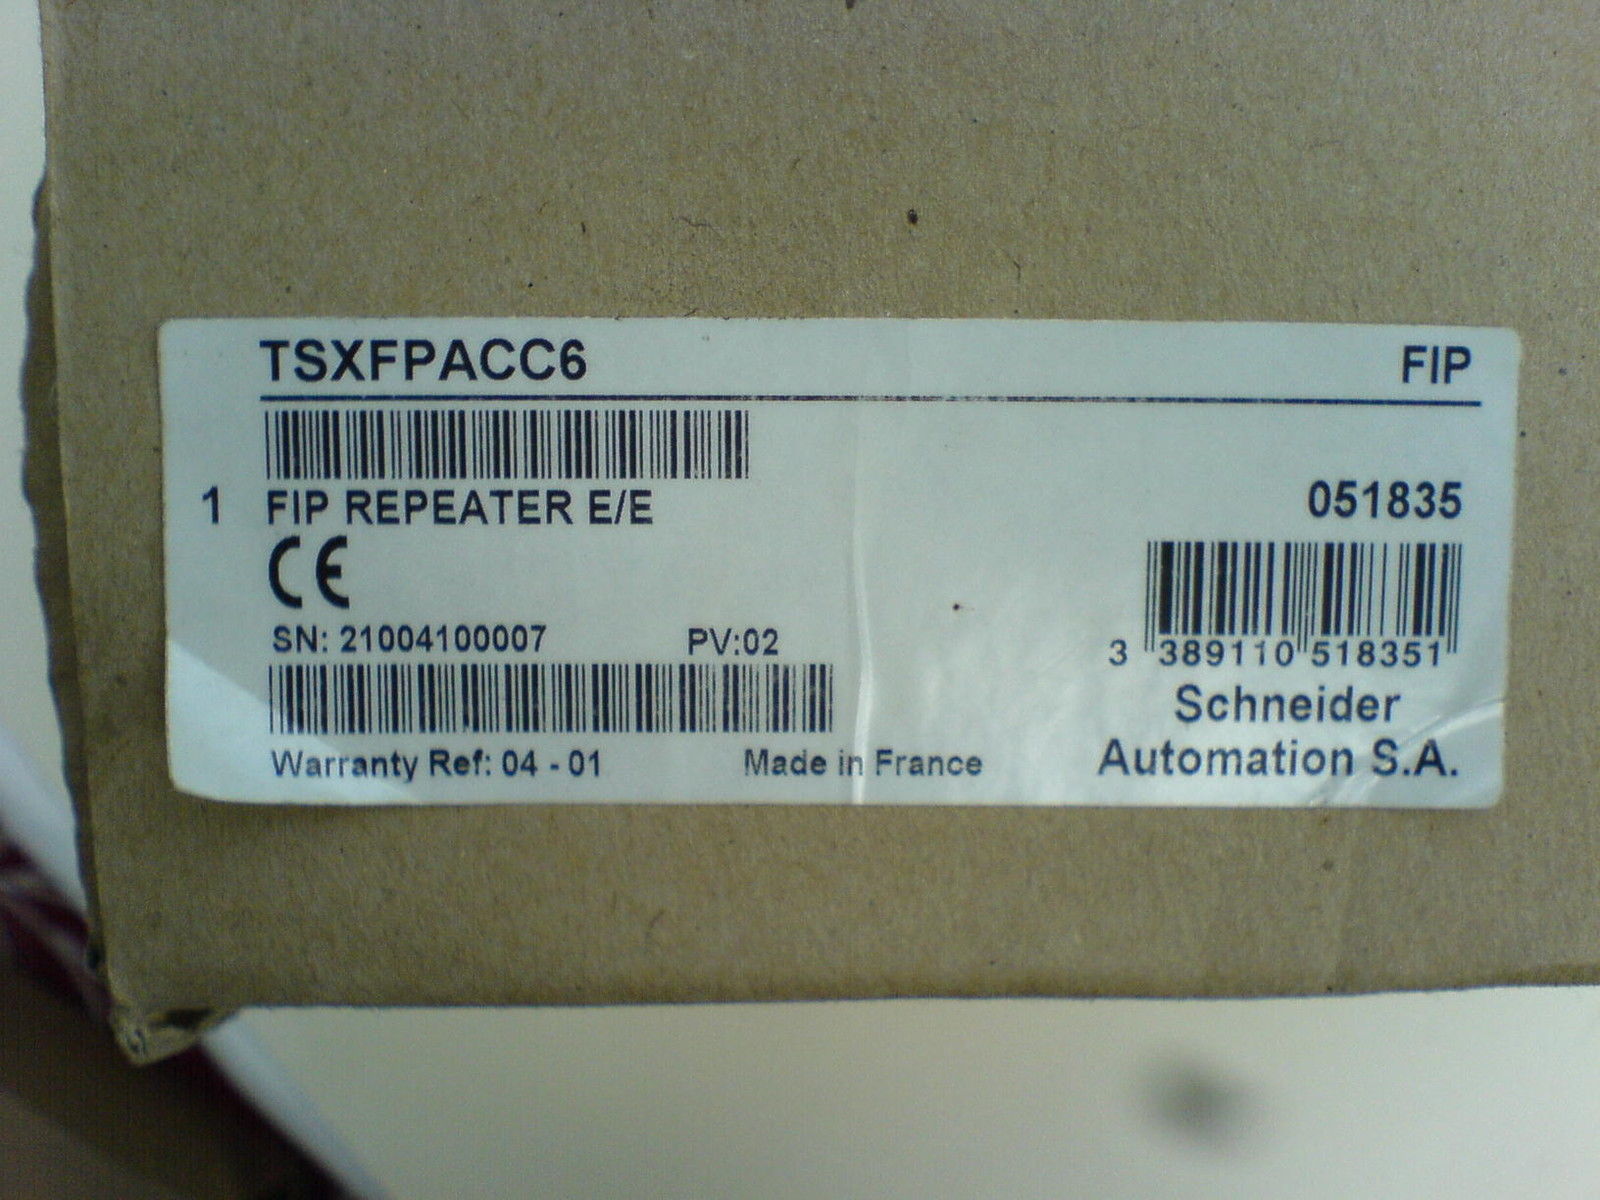 TSXFPACC6 FIP
1 FIP REPEATER E/E 051835
CE
SN: 21004100007 PV:02
3 389110 518351
Schneider
Warranty Ref: 04 - 01 Made in France Automation S.A.